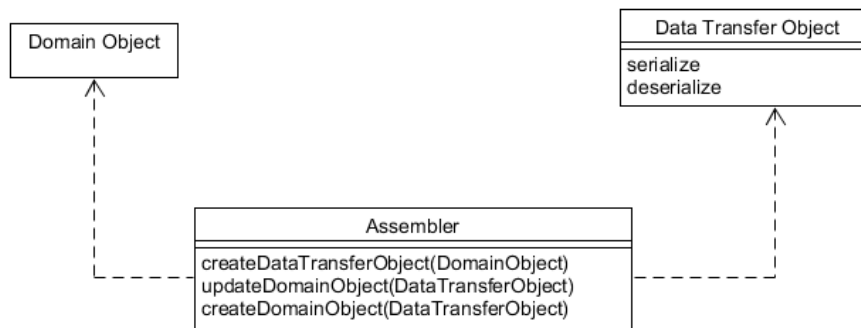 Domain Object
Data Transfer Object
serialize
deserialize
Assembler
createDataTransferObject(DomainObject)
updateDomainObject(DataTransferObject)
createDomainObject(DataTransferObject)